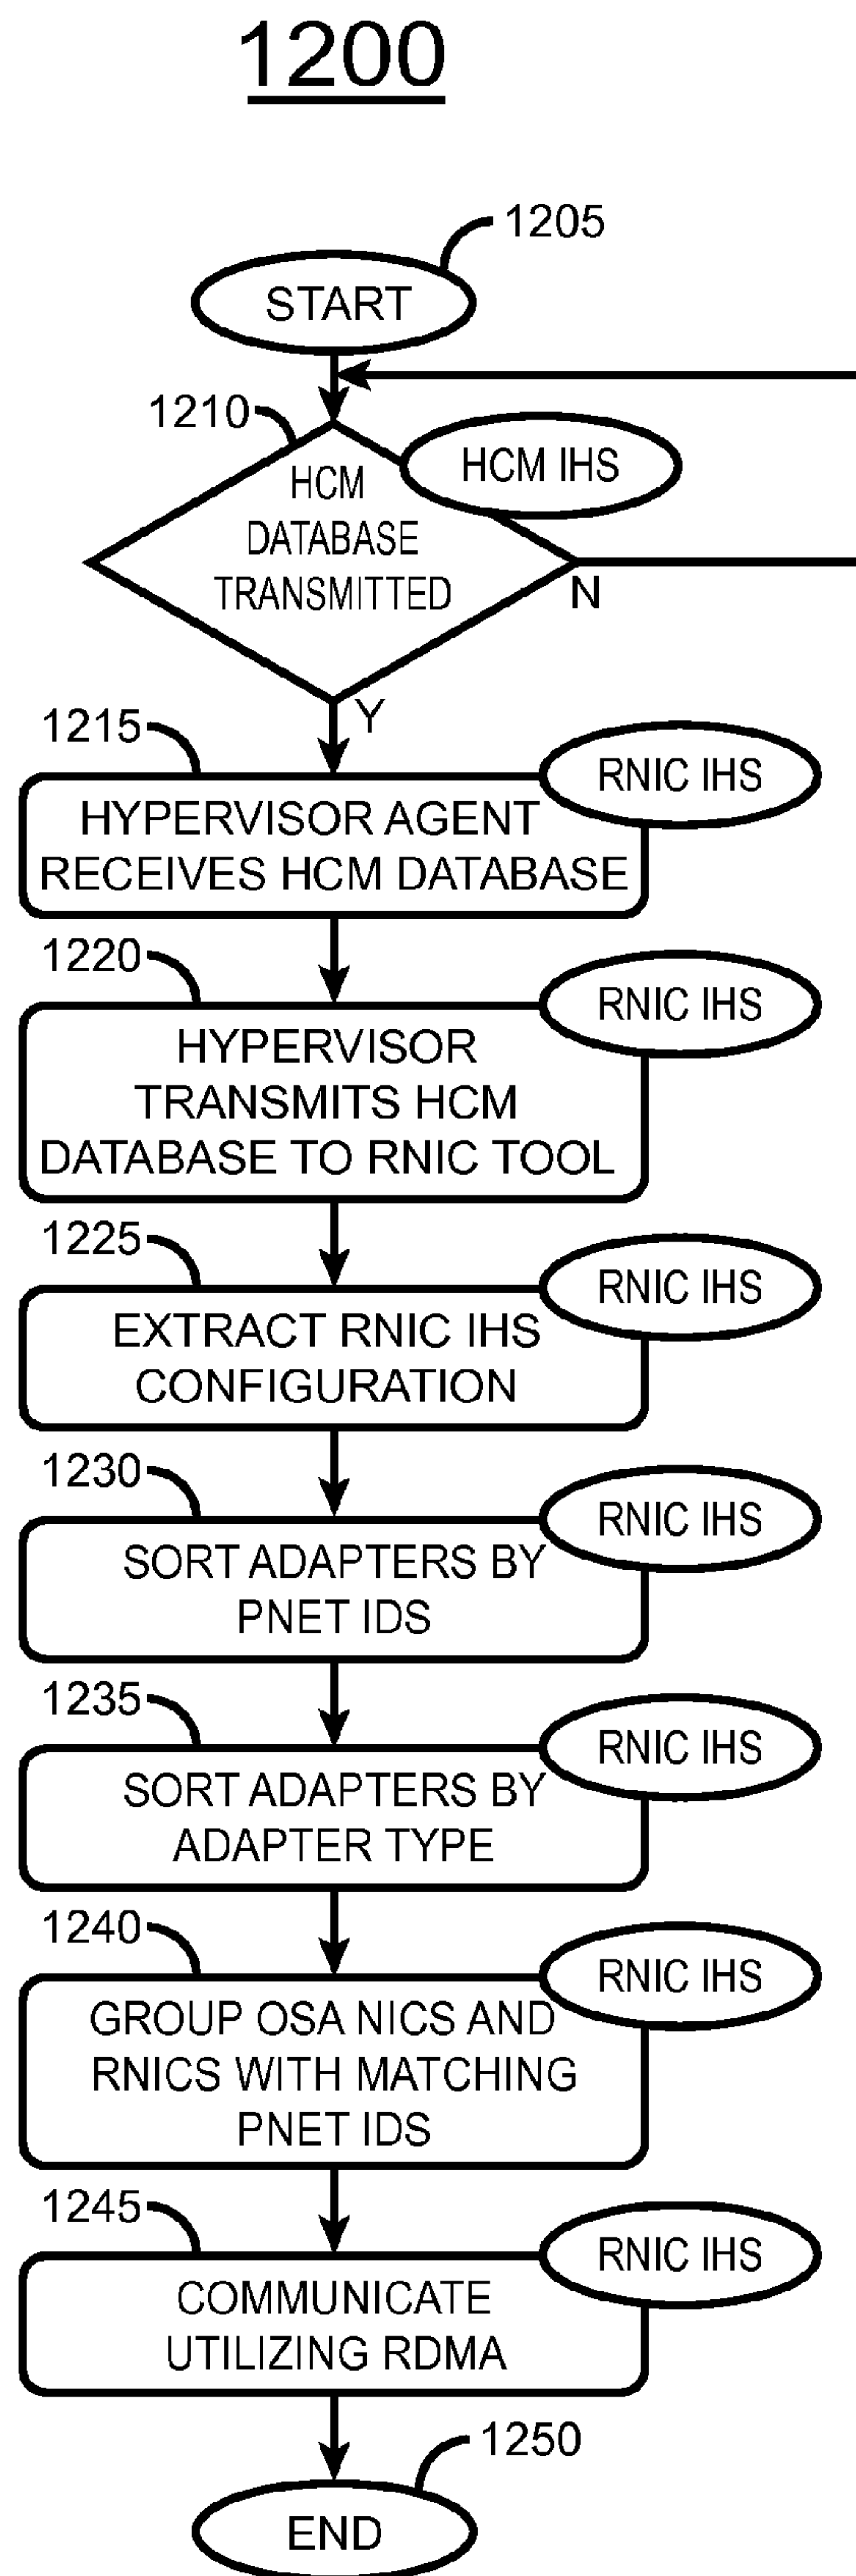 1200
1205
START
1210
HCM IHS
HCM
DATABASE
TRANSMITTED
N
Y
1215
RNIC IHS
HYPERVISOR AGENT
RECEIVES HCM DATABASE
1220
RNIC IHS
HYPERVISOR
TRANSMITS HCM
DATABASE TO RNIC TOOL
1225
RNIC IHS
EXTRACT RNIC IHS
CONFIGURATION
1230
RNIC IHS
SORT ADAPTERS BY
PNET IDS
1235
RNIC IHS
SORT ADAPTERS BY
ADAPTER TYPE
1240
RNIC IHS
GROUP OSA NICS AND
RNICS WITH MATCHING
PNET IDS
1245
RNIC IHS
COMMUNICATE
UTILIZING RDMA
1250
END